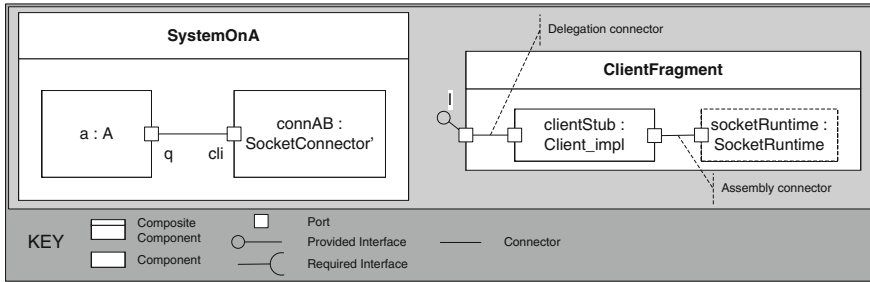 SystemOnA
a : A
q
cli
connAB :
SocketConnector'
Delegation connector
ClientFragment
I
clientStub :
Client_impl
socketRuntime :
SocketRuntime
Assembly connector
KEY
Composite
Component
Component
Port
Provided Interface
Required Interface
Connector